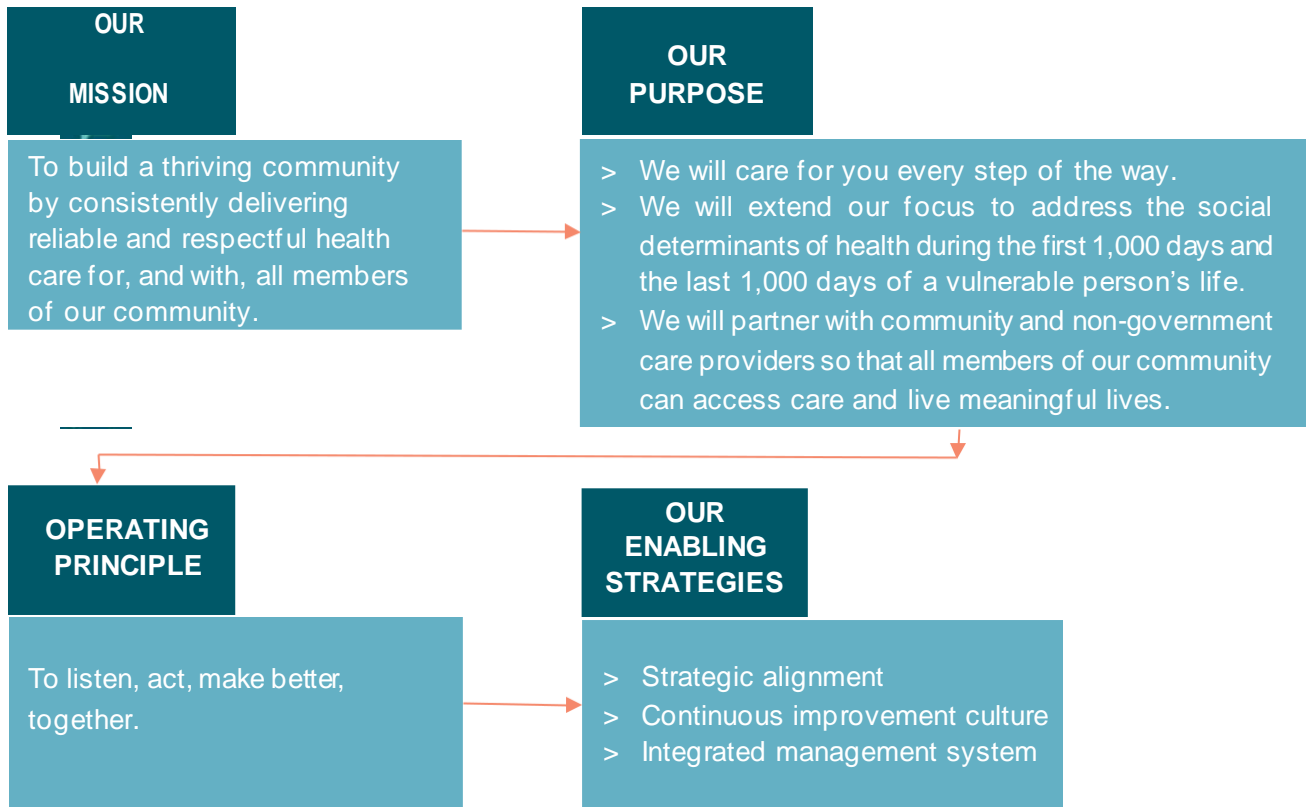 OUR
MISSION
To build a thriving community
by consistently delivering
reliable and respectful health
care for, and with, all members
of our community.
OUR
PURPOSE
> We will care for you every step of the way.
> We will extend our focus to address the social
determinants of health during the first 1,000 days and
the last 1,000 days of a vulnerable person’s life.
> We will partner with community and non-government
care providers so that all members of our community
can access care and live meaningful lives.
OPERATING
PRINCIPLE
To listen, act, make better,
together.
OUR
ENABLING
STRATEGIES
> Strategic alignment
> Continuous improvement culture
> Integrated management system